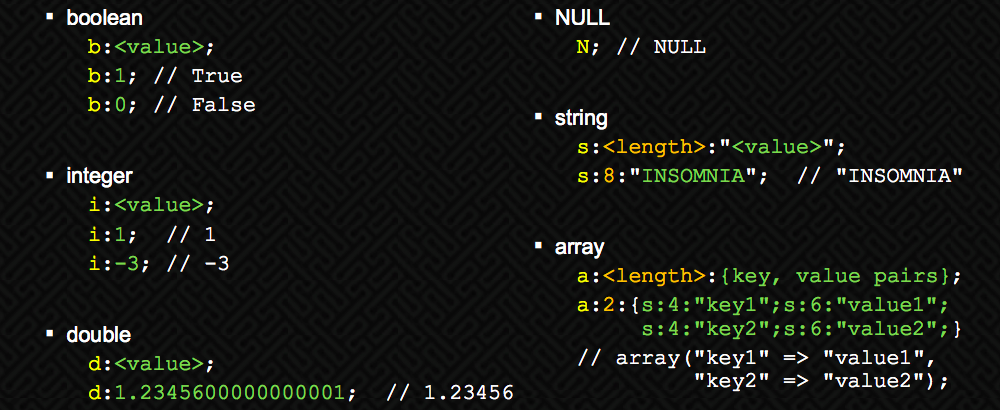 ▪ boolean
b:<value>;
b:1; // True
b:0; // False
▪ integer
i:<value>;
i:1;  // 1
i:-3; // -3
▪ double
d:<value>;
d:1.2345600000000001;  // 1.23456
▪ NULL
N; // NULL
▪ string
s:<length>:"<value>";
s:8:"INSOMNIA";  // "INSOMNIA"
▪ array
a:<length>:{key, value pairs};
a:2:{s:4:"key1";s:6:"value1";
s:4:"key2";s:6:"value2";}
// array("key1" => "value1",
"key2" => "value2");